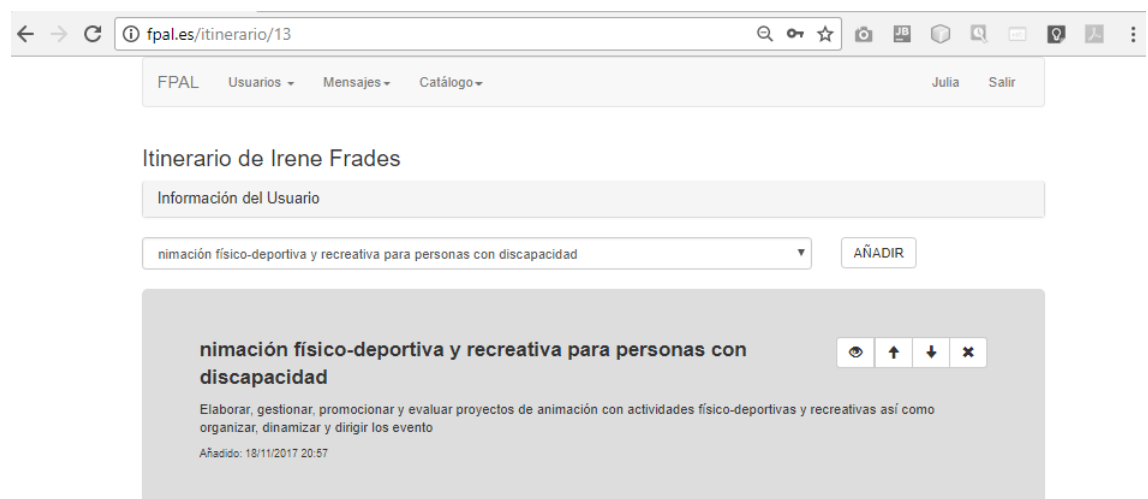 fpal.es/itinerario/13
FPAL Usuarios Mensajes Catálogo Julia Salir
Itinerario de Irene Frades
Información del Usuario
nimación físico-deportiva y recreativa para personas con discapacidad AÑADIR
nimación físico-deportiva y recreativa para personas con
discapacidad
Elaborar, gestionar, promocionar y evaluar proyectos de animación con actividades físico-deportivas y recreativas así como
organizar, dinamizar y dirigir los evento
Añadido: 18/11/2017 20:57